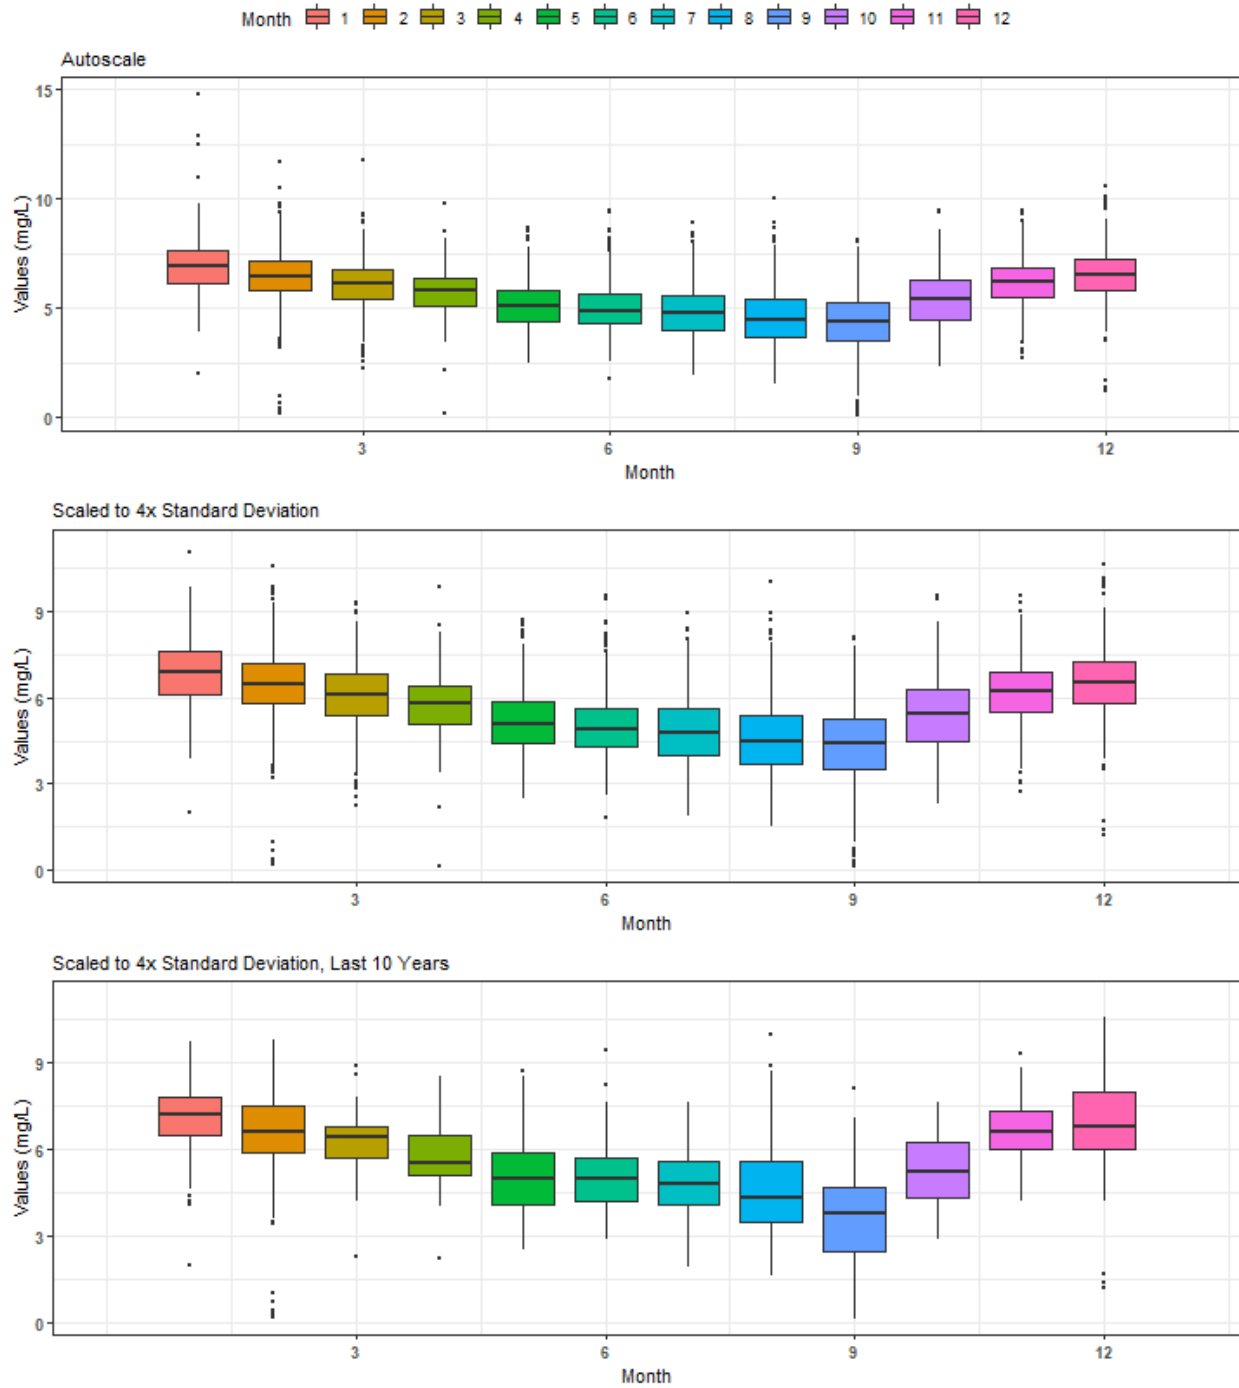 Month 1 2 3 4 5 6 7 8 9 10 11 12
Autoscale
Values (mg/L)
15
10
5
0
3 6 9 12
Month
Scaled to 4x Standard Deviation
Values (mg/L)
9
6
3
0
3 6 9 12
Month
Scaled to 4x Standard Deviation, Last 10 Years
Values (mg/L)
9
6
3
0
3 6 9 12
Month